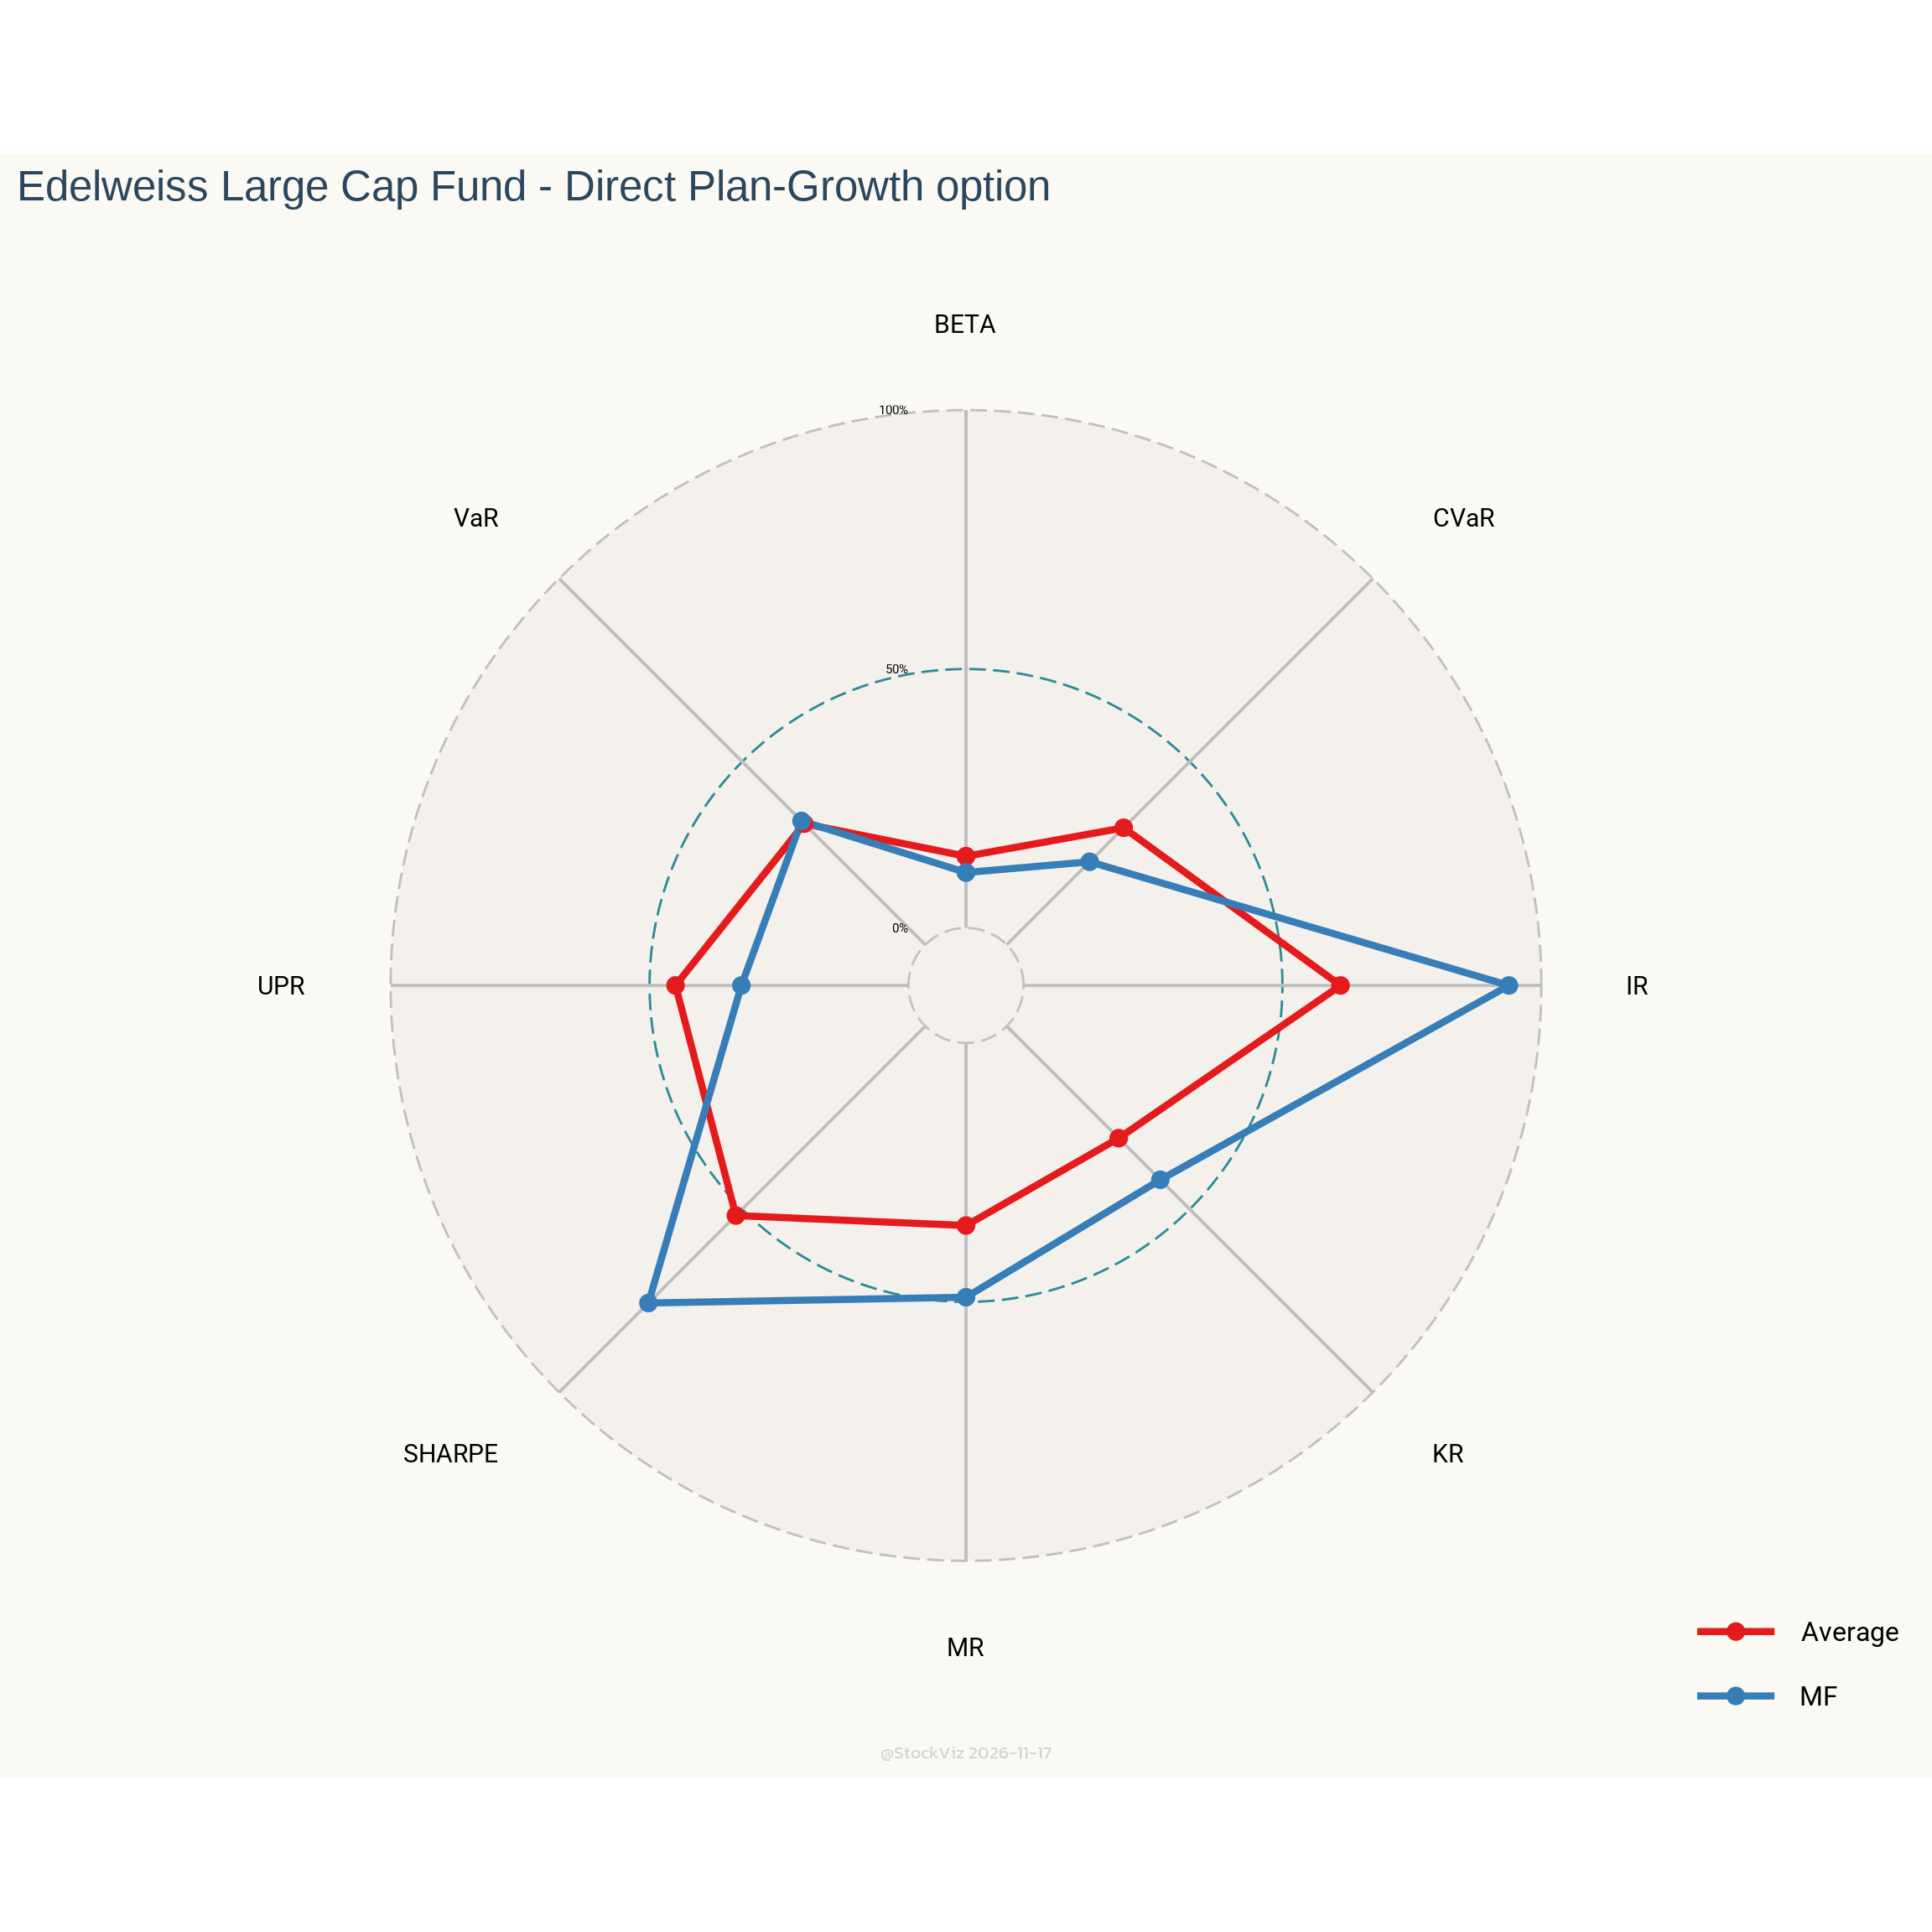 Edelweiss Large Cap Fund - Direct Plan-Growth option
BETA
100%
VaR
CVaR
50%
0%
UPR
IR
SHARPE
KR
MR
Average
MF
@StockViz 2026-11-17